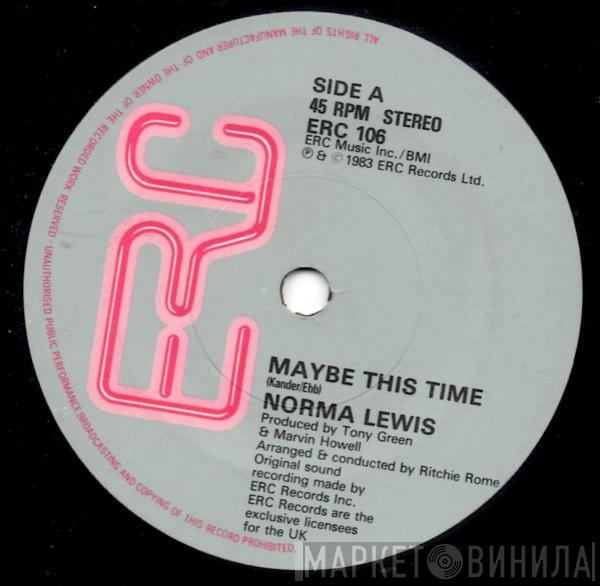 ALL RIGHTS OF THE MANUFACTURER AND OF THE OWNER OF THE RECORDED WORK RESERVED · UNAUTHORISED PUBLIC PERFORMANCE, BROADCASTING AND COPYING OF THIS RECORD PROHIBITED.
ERC
SIDE A
45 RPM STEREO
ERC 106
ERC Music Inc./BMI
℗ & © 1983 ERC Records Ltd.
MAYBE THIS TIME
(Kander/Ebb)
NORMA LEWIS
Produced by Tony Green
& Marvin Howell
Arranged & conducted by Ritchie Rome
Original sound
recording made by
ERC Records Inc.
ERC Records are the
exclusive licensees
for the UK
МАРКЕТ ВИНИЛА